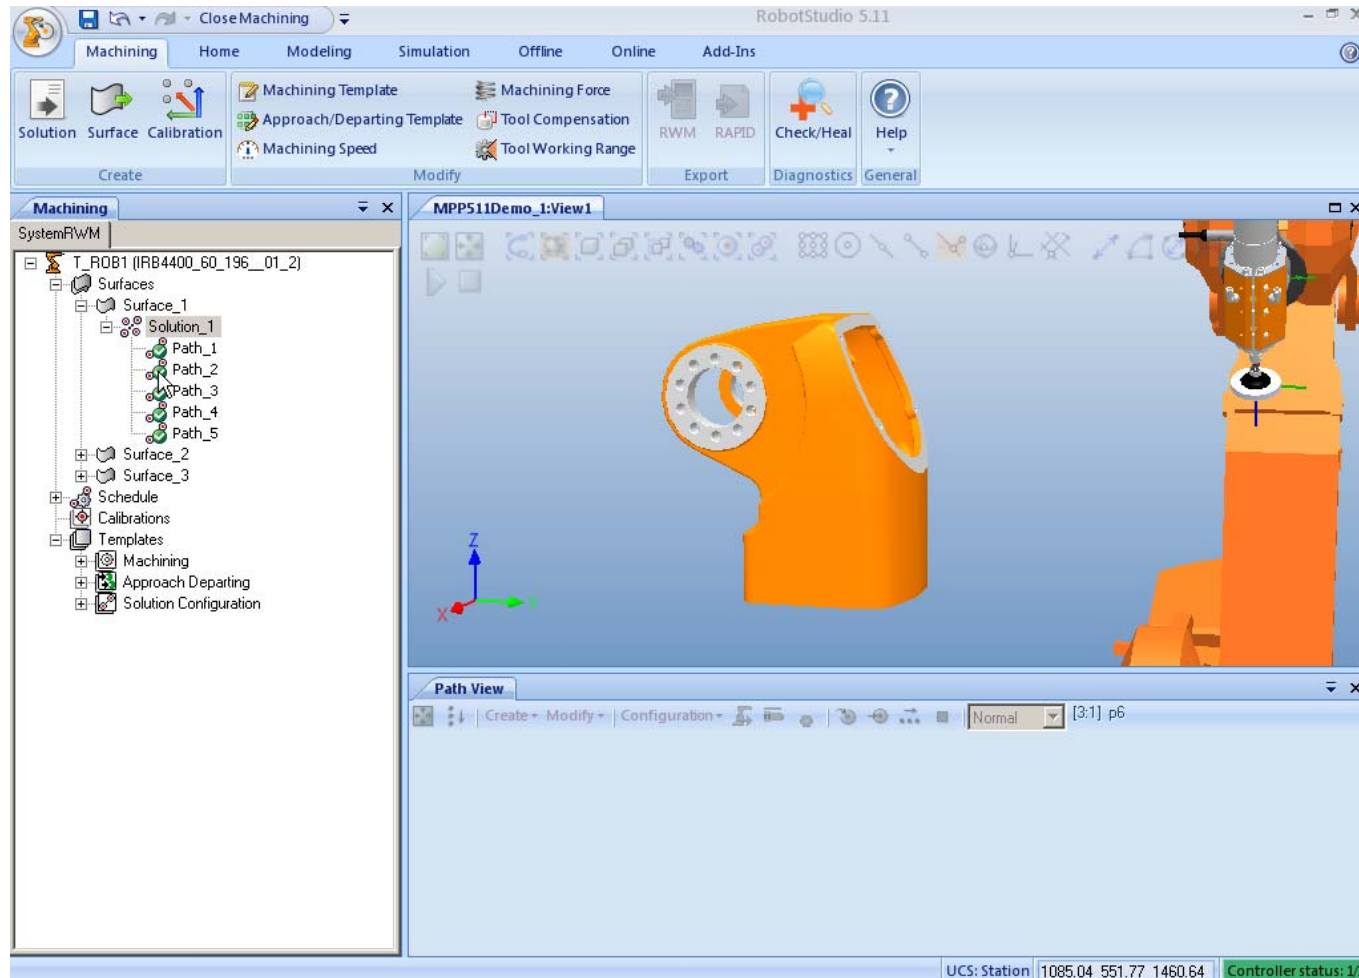 CloseMachining
RobotStudio 5.11
Machining Home Modeling Simulation Offline Online Add-Ins
Solution Surface Calibration
Create
Machining Template
Approach/Departing Template
Machining Speed
Machining Force
Tool Compensation
Tool Working Range
Modify
RWM RAPID
Export
Check/Heal
Diagnostics
Help
General
Machining
SystemRWM
T_ROB1 (IRB4400_60_196__01_2)
Surfaces
Surface_1
Solution_1
Path_1
Path_2
Path_3
Path_4
Path_5
Surface_2
Surface_3
Schedule
Calibrations
Templates
Machining
Approach Departing
Solution Configuration
MPP511Demo_1:View1
Z
X
Y
Path View
Create Modify Configuration Normal [3:1] p6
UCS: Station 1085.04 551.77 1460.64 Controller status: 1/